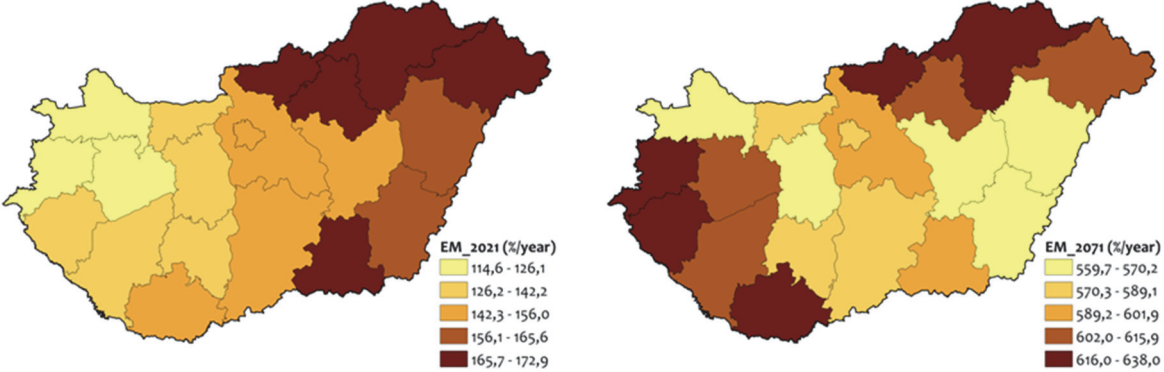 EM_2021 (%/year)
114,6 - 126,1
126,2 - 142,2
142,3 - 156,0
156,1 - 165,6
165,7 - 172,9
EM_2071 (%/year)
559,7 - 570,2
570,3 - 589,1
589,2 - 601,9
602,0 - 615,9
616,0 - 638,0